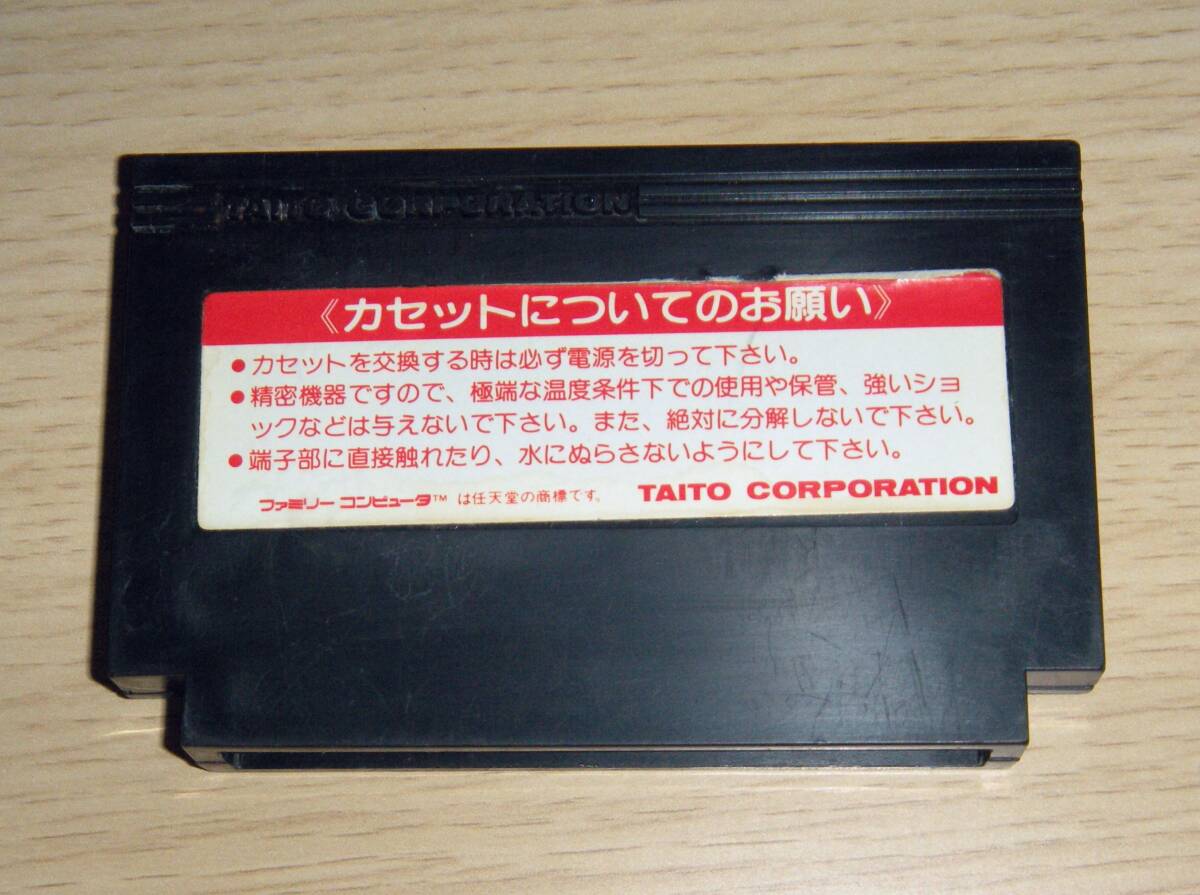 TAITO CORPORATION
《カセットについてのお願い》
●カセットを交換する時は必ず電源を切って下さい。
●精密機器ですので、極端な温度条件下での使用や保管、強いショ
ックなどは与えないで下さい。また、絶対に分解しないで下さい。
●端子部に直接触れたり、水にぬらさないようにして下さい。
ファミリーコンピュータ™ は任天堂の商標です。 TAITO CORPORATION